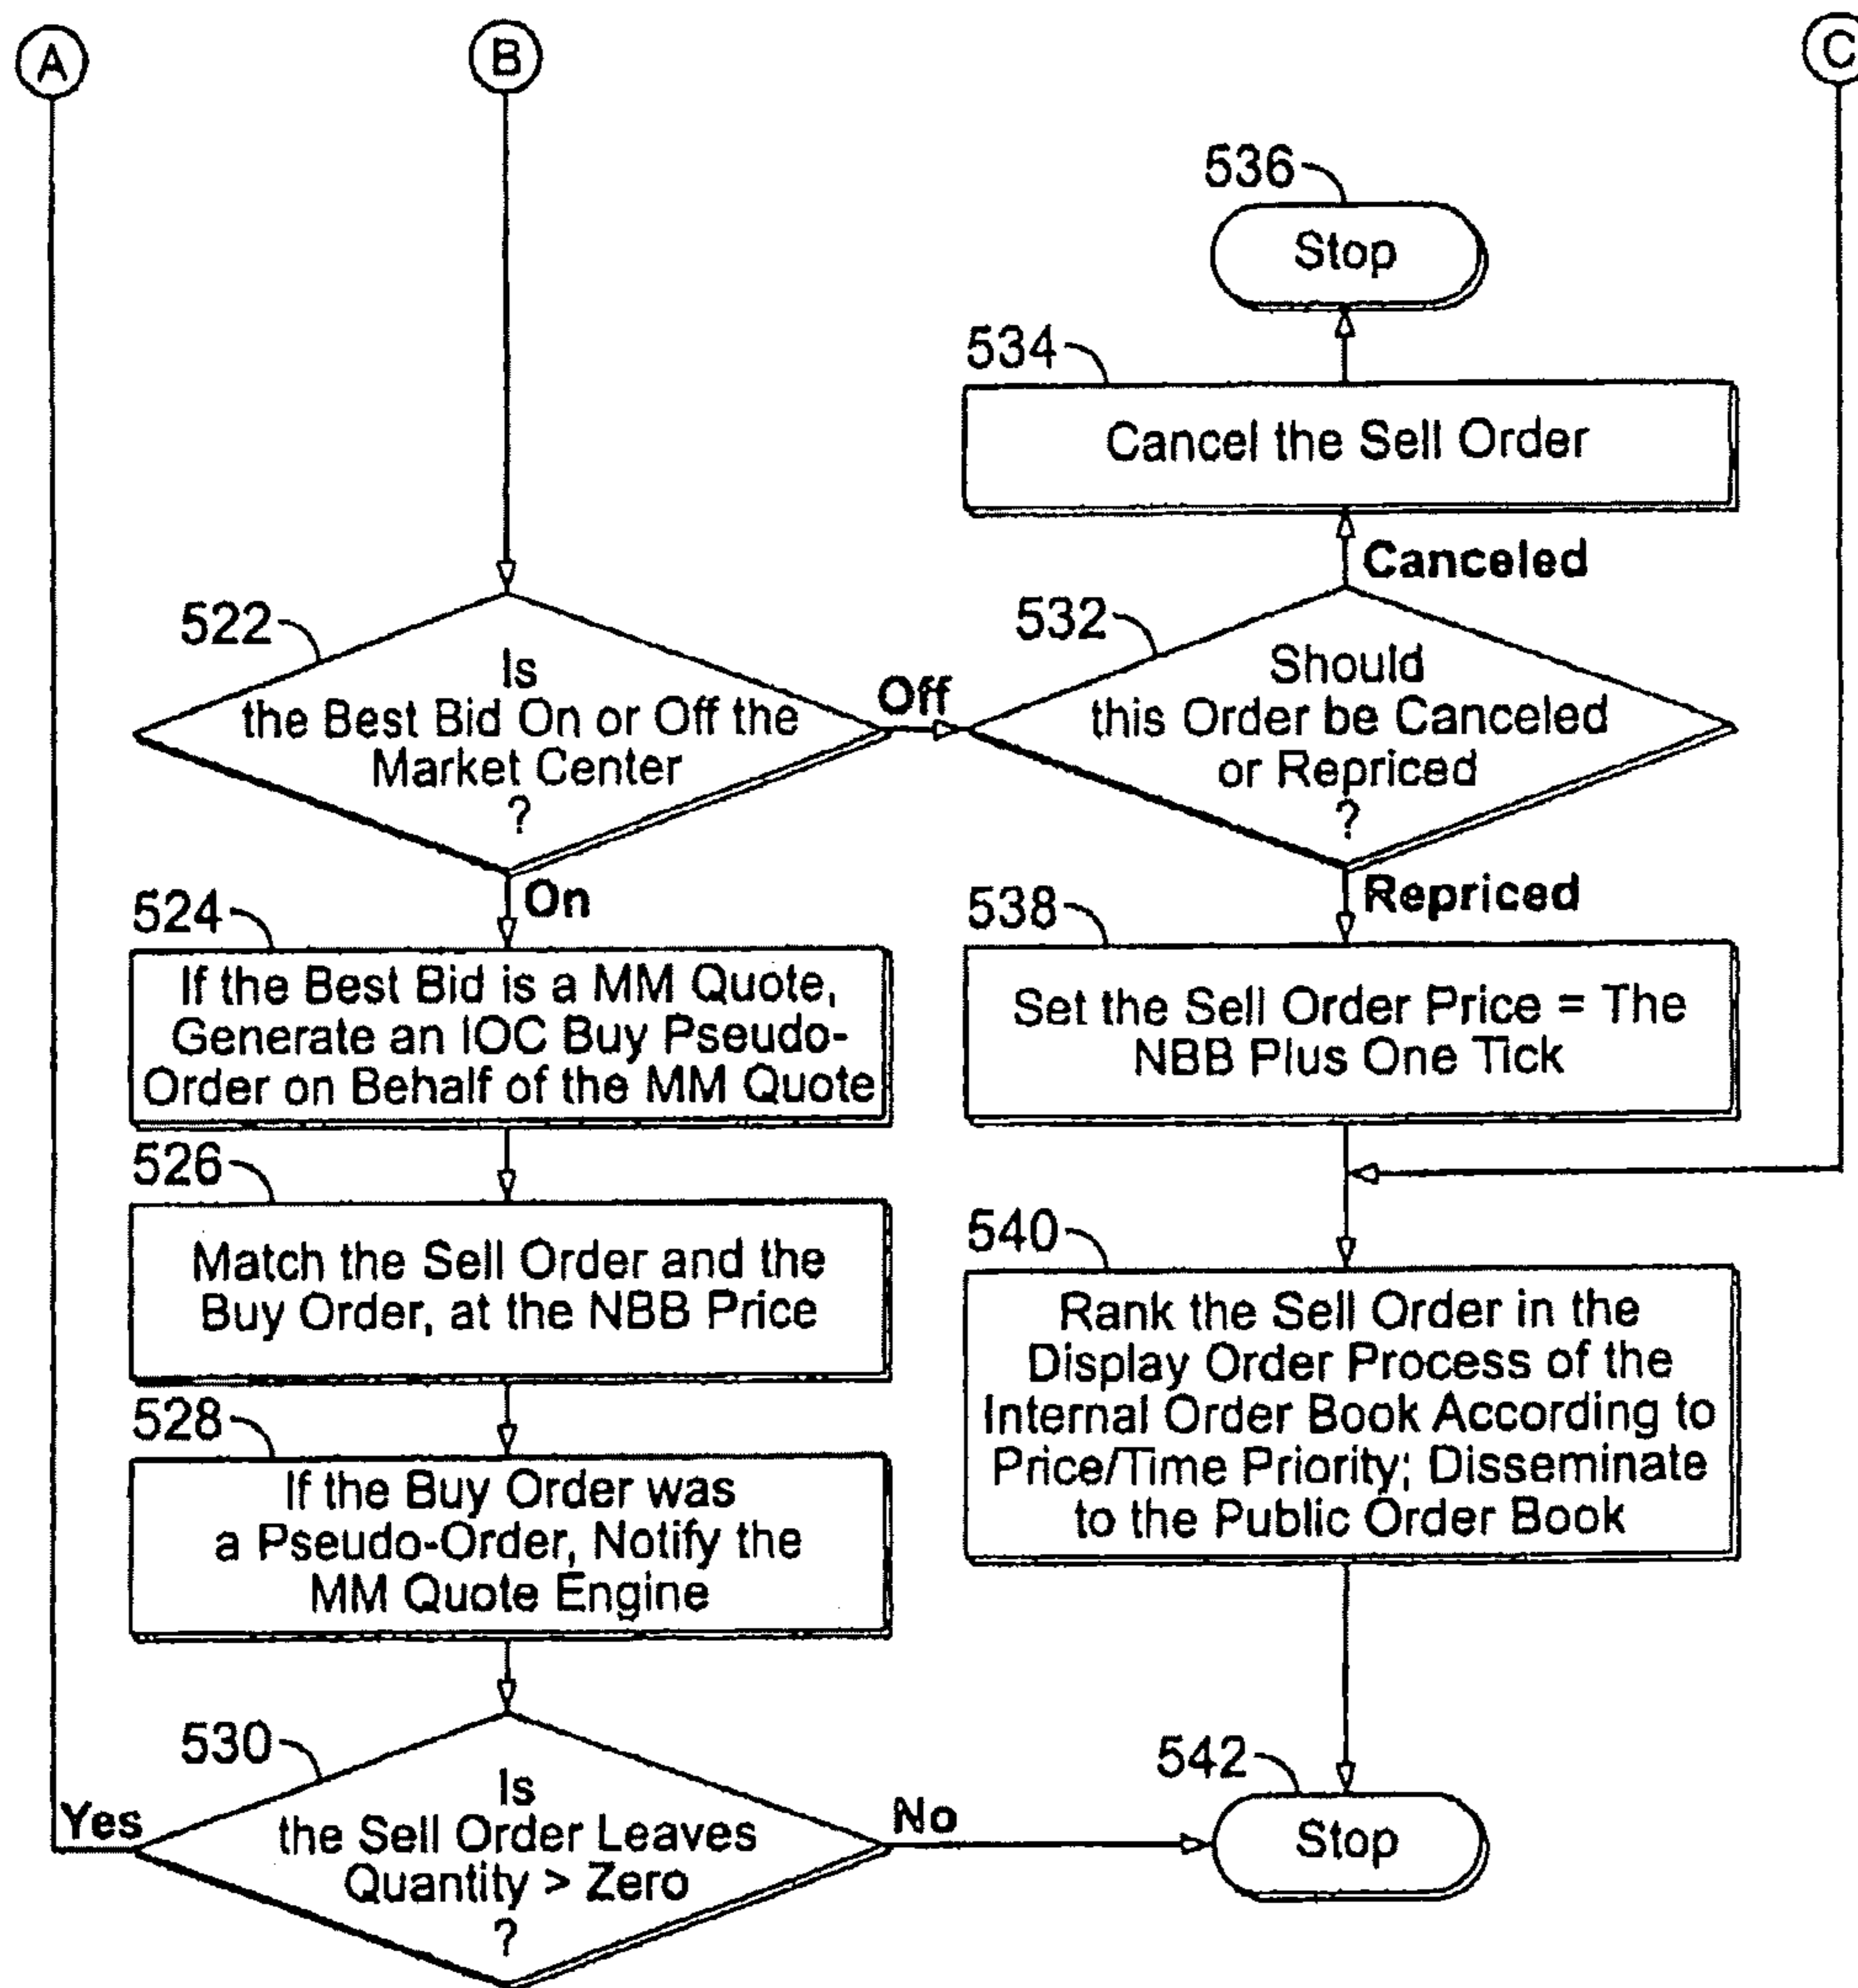 A
B
C
536
Stop
534
Cancel the Sell Order
Canceled
522
Is
the Best Bid On or Off the
Market Center
?
Off
532
Should
this Order be Canceled
or Repriced
?
On
Repriced
524
If the Best Bid is a MM Quote,
Generate an IOC Buy Pseudo-
Order on Behalf of the MM Quote
538
Set the Sell Order Price = The
NBB Plus One Tick
526
Match the Sell Order and the
Buy Order, at the NBB Price
540
Rank the Sell Order in the
Display Order Process of the
Internal Order Book According to
Price/Time Priority; Disseminate
to the Public Order Book
528
If the Buy Order was
a Pseudo-Order, Notify the
MM Quote Engine
530
Is
the Sell Order Leaves
Quantity > Zero
?
Yes
No
542
Stop